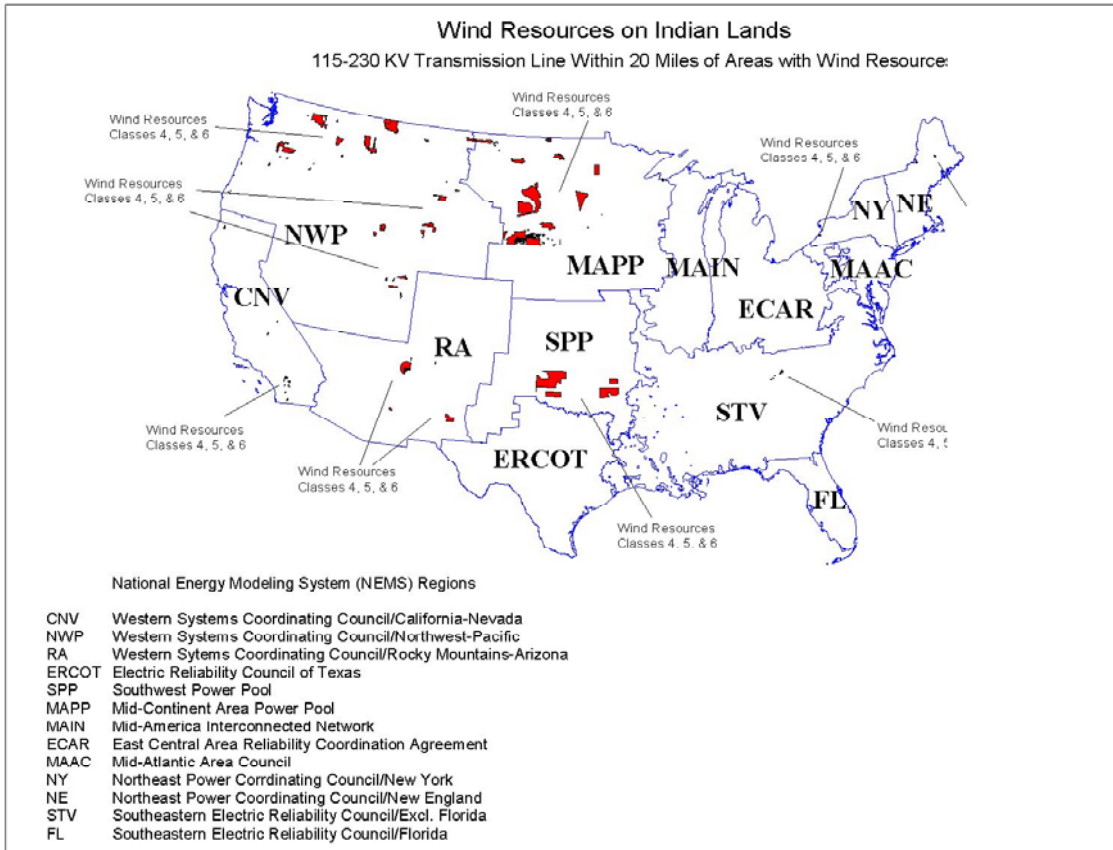 Wind Resources on Indian Lands
115-230 KV Transmission Line Within 20 Miles of Areas with Wind Resources
Wind Resources
Classes 4, 5, & 6
Wind Resources
Classes 4, 5, & 6
Wind Resources
Classes 4, 5, & 6
Wind Resources
Classes 4, 5, & 6
NWP
MAPP
MAIN
NY
NE
MAAC
ECAR
CNV
RA
SPP
STV
ERCOT
FL
Wind Resources
Classes 4, 5, & 6
Wind Resources
Classes 4, 5, & 6
Wind Resources
Classes 4, 5, & 6
Wind Resou
Classes 4, 5
National Energy Modeling System (NEMS) Regions
CNV Western Systems Coordinating Council/California-Nevada
NWP Western Systems Coordinating Council/Northwest-Pacific
RA Western Sytems Coordinating Council/Rocky Mountains-Arizona
ERCOT Electric Reliability Council of Texas
SPP Southwest Power Pool
MAPP Mid-Continent Area Power Pool
MAIN Mid-America Interconnected Network
ECAR East Central Area Reliability Coordination Agreement
MAAC Mid-Atlantic Area Council
NY Northeast Power Corrdinating Council/New York
NE Northeast Power Coordinating Council/New England
STV Southeastern Electric Reliability Council/Excl. Florida
FL Southeastern Electric Reliability Council/Florida